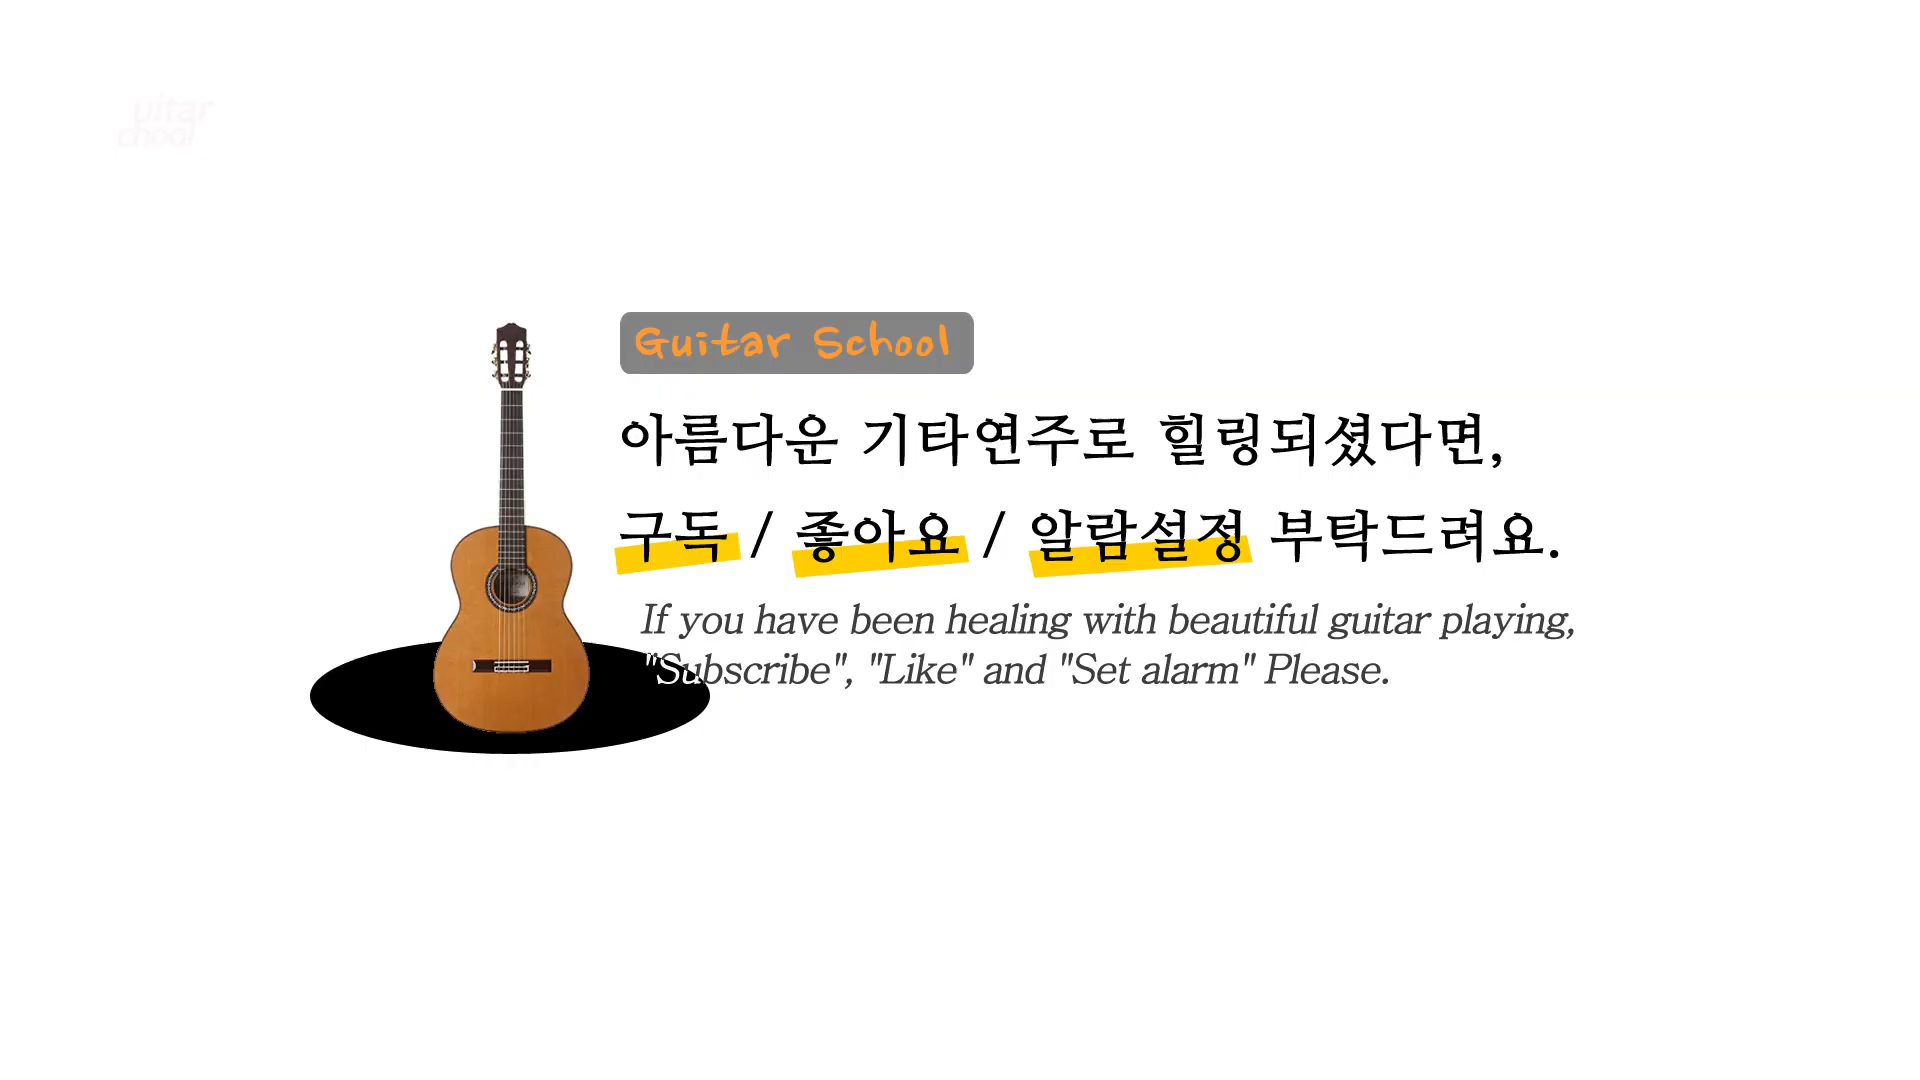 uitar
chool
Guitar School
아름다운 기타연주로 힐링되셨다면,
구독 / 좋아요 / 알람설정 부탁드려요.
If you have been healing with beautiful guitar playing,
"Subscribe", "Like" and "Set alarm" Please.